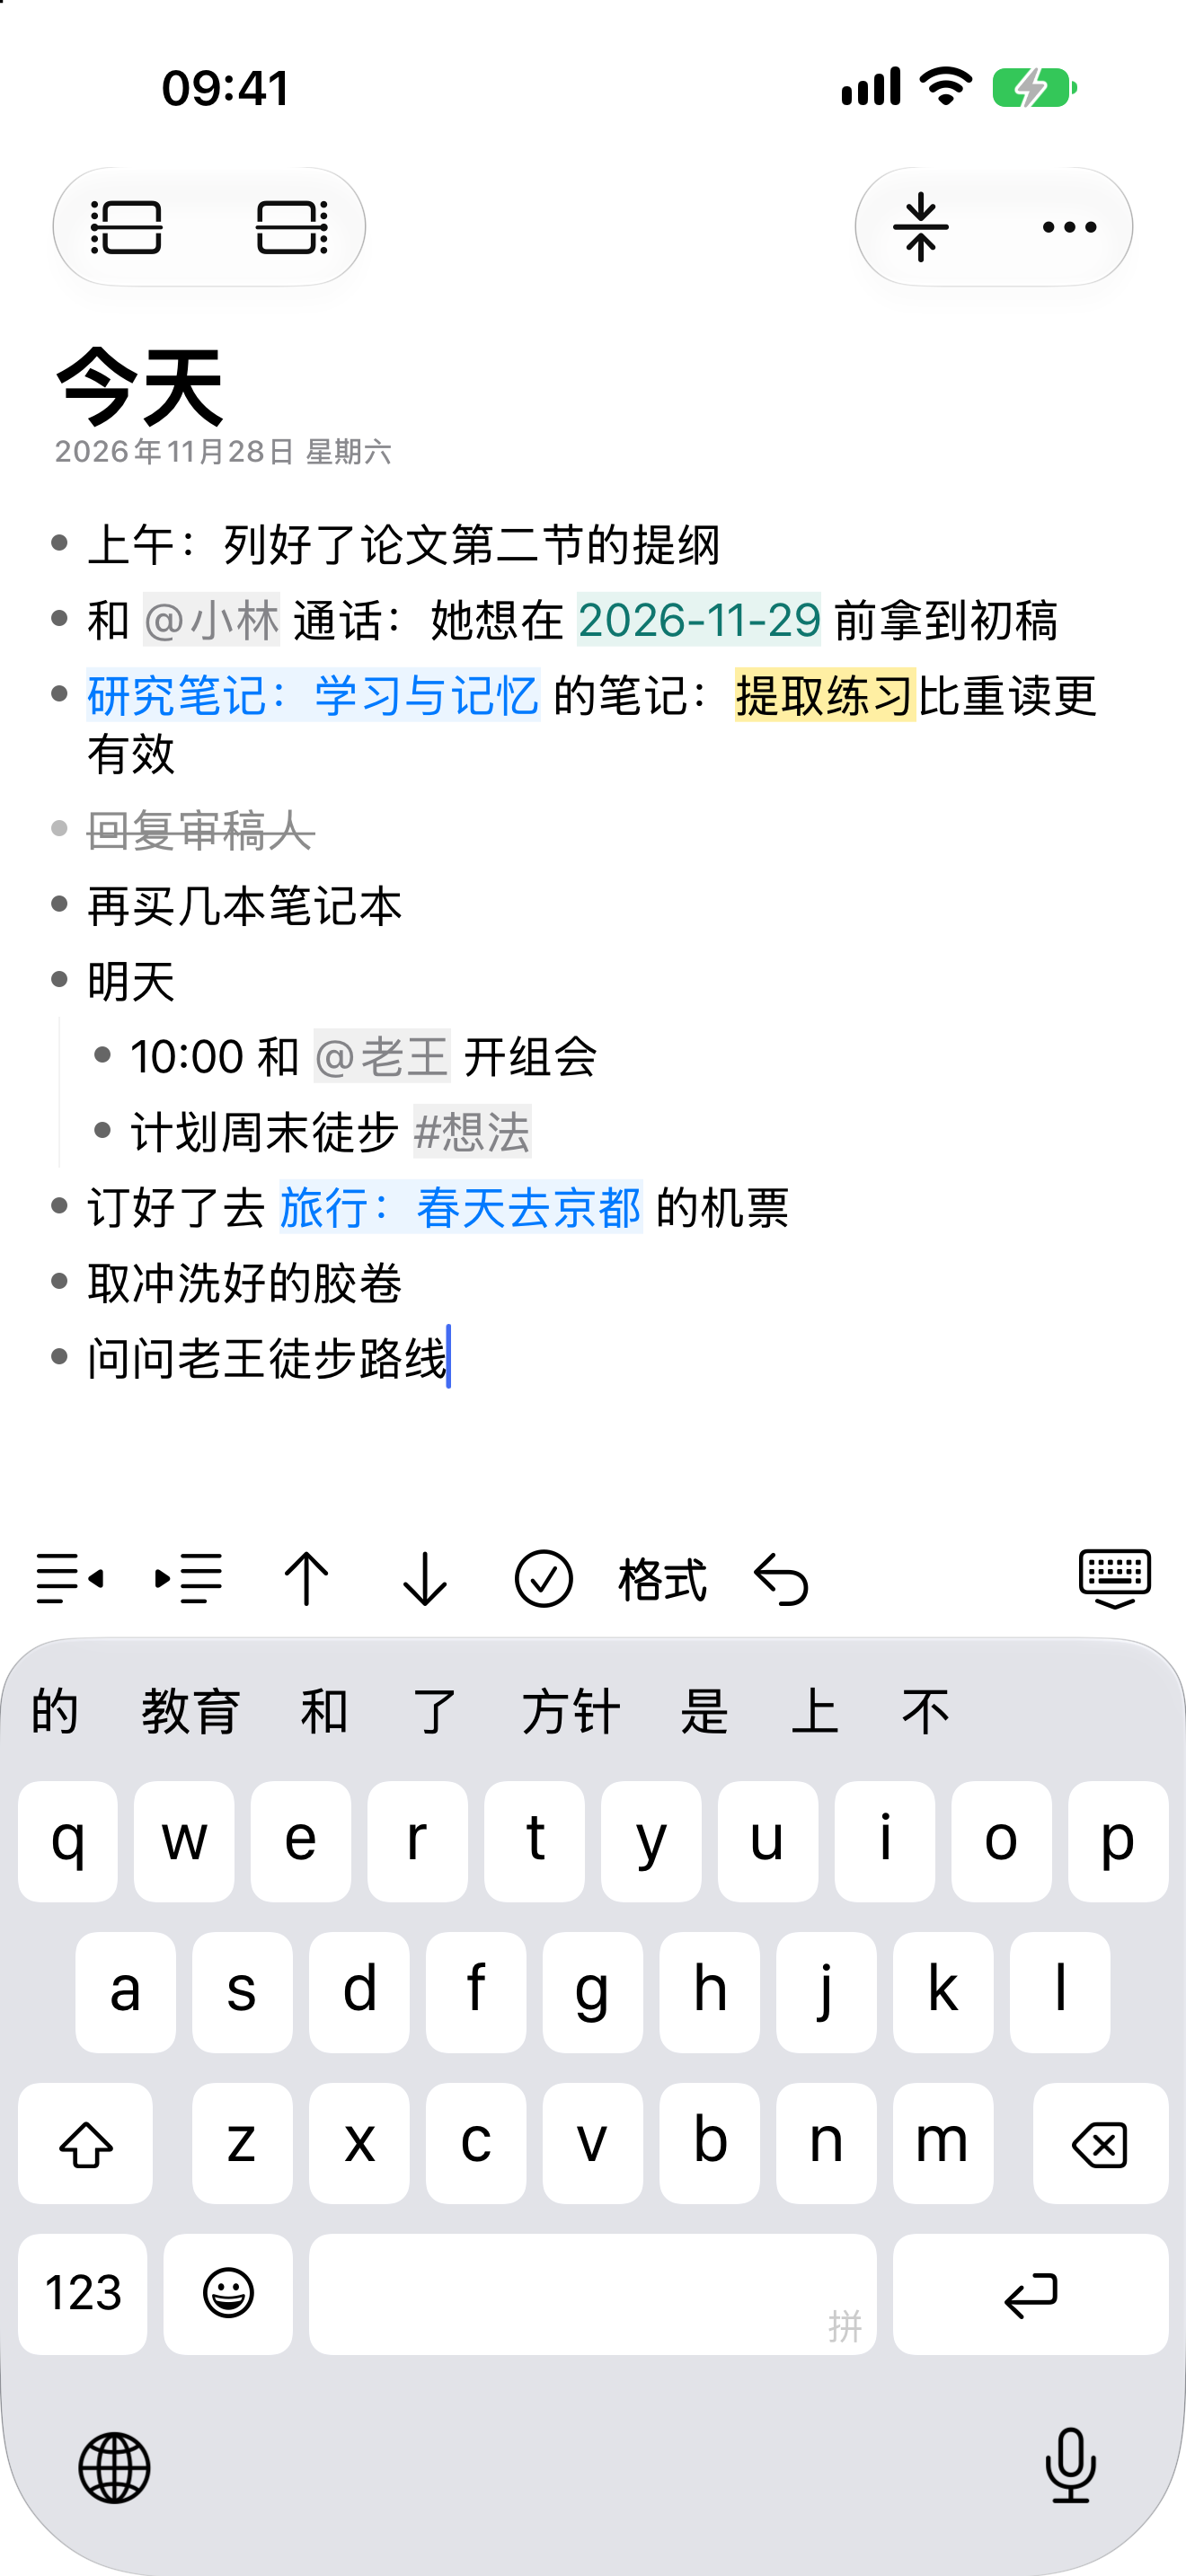 09:41
今天
2026年11月28日 星期六
上午：列好了论文第二节的提纲
和 @小林 通话：她想在 2026-11-29 前拿到初稿
研究笔记：学习与记忆 的笔记：提取练习比重读更
有效
回复审稿人
再买几本笔记本
明天
10:00 和 @老王 开组会
计划周末徒步 #想法
订好了去 旅行：春天去京都 的机票
取冲洗好的胶卷
问问老王徒步路线
格式
的 教育 和 了 方针 是 上 不
q w e r t y u i o p
a s d f g h j k l
z x c v b n m
123 拼